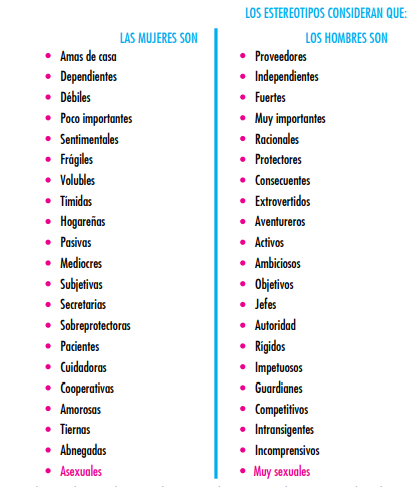 LOS ESTEREOTIPOS CONSIDERAN QUE:
LAS MUJERES SON
• Amas de casa
• Dependientes
• Débiles
• Poco importantes
• Sentimentales
• Frágiles
• Volubles
• Tímidas
• Hogareñas
• Pasivas
• Mediocres
• Subjetivas
• Secretarias
• Sobreprotectoras
• Pacientes
• Cuidadoras
• Cooperativas
• Amorosas
• Tiernas
• Abnegadas
• Asexuales
LOS HOMBRES SON
• Proveedores
• Independientes
• Fuertes
• Muy importantes
• Racionales
• Protectores
• Consecuentes
• Extrovertidos
• Aventureros
• Activos
• Ambiciosos
• Objetivos
• Jefes
• Autoridad
• Rígidos
• Impetuosos
• Guardianes
• Competitivos
• Intransigentes
• Incomprensivos
• Muy sexuales